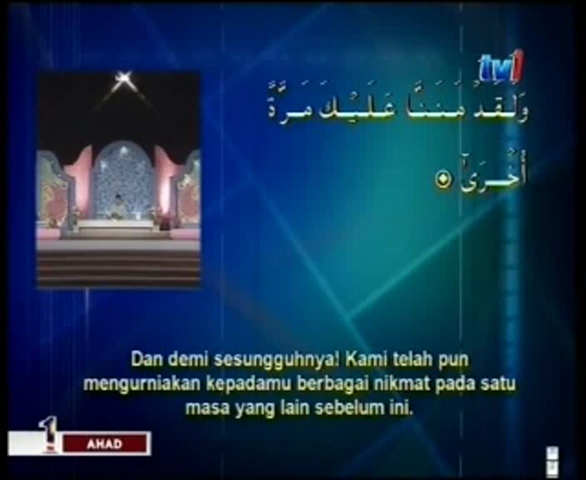 tv1
وَلَقَدْ مَنَنَّا عَلَيْكَ مَرَّةً
أُخْرَىٰٓ
Dan demi sesungguhnya! Kami telah pun
mengurniakan kepadamu berbagai nikmat pada satu
masa yang lain sebelum ini.
1
AHAD